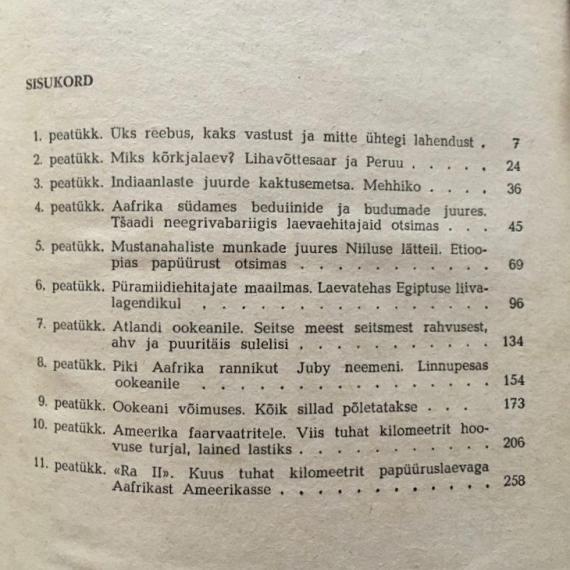 SISUKORD
1. peatükk. Üks reebus, kaks vastust ja mitte ühtegi lahendust . 7
2. peatükk. Miks kõrkjalaev? Lihavõttesaar ja Peruu . . . . . 24
3. peatükk. Indiaanlaste juurde kaktusemetsa. Mehhiko . . . . 36
4. peatükk. Aafrika südames beduiinide ja budumade juures.
Tšaadi neegrivabariigis laevaehitajaid otsimas . . . 45
5. peatükk. Mustanahaliste munkade juures Niiluse lätteil. Etioo-
pias papüürust otsimas . . . . . . . . . . 69
6. peatükk. Püramiidiehitajate maailmas. Laevatehas Egiptuse liiva-
lagendikul . . . . . . . . . . . . . . 96
7. peatükk. Atlandi ookeanile. Seitse meest seitsmest rahvusest,
ahv ja puuritäis sulelisi . . . . . . . . . . 134
8. peatükk. Piki Aafrika rannikut Juby neemeni. Linnupesas
ookeanile . . . . . . . . . . . . . . 154
9. peatükk. Ookeani võimuses. Kõik sillad põletatakse . . . 173
10. peatükk. Ameerika faarvaatritele. Viis tuhat kilomeetrit hoo-
vuse turjal, lained lastiks . . . . . . . . . . 206
11. peatükk. «Ra II». Kuus tuhat kilomeetrit papüüruslaevaga
Aafrikast Ameerikasse . . . . . . . . . . . 258